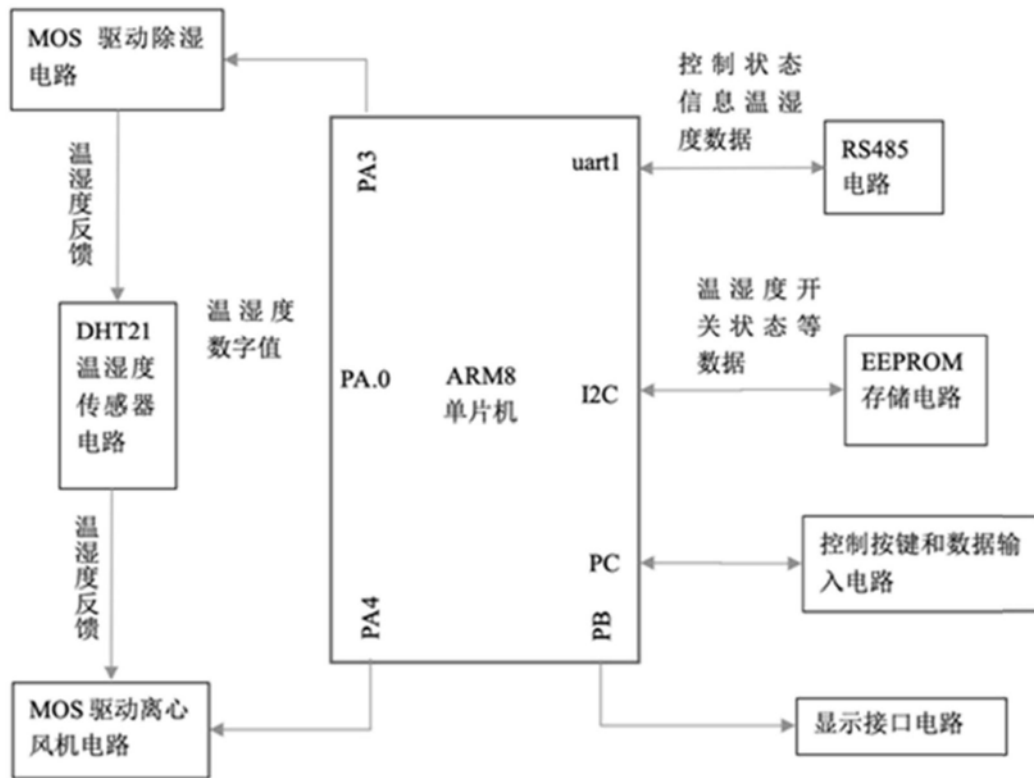 MOS 驱动除湿
电路
温湿度反馈
DHT21
温湿度
传感器
电路
温湿度反馈
MOS 驱动离心
风机电路
温湿度
数字值
PA3
PA.0
PA4
ARM8
单片机
uart1
I2C
PC
PB
控制状态
信息温湿
度数据
RS485
电路
温湿度开
关状态等
数据
EEPROM
存储电路
控制按键和数据输
入电路
显示接口电路